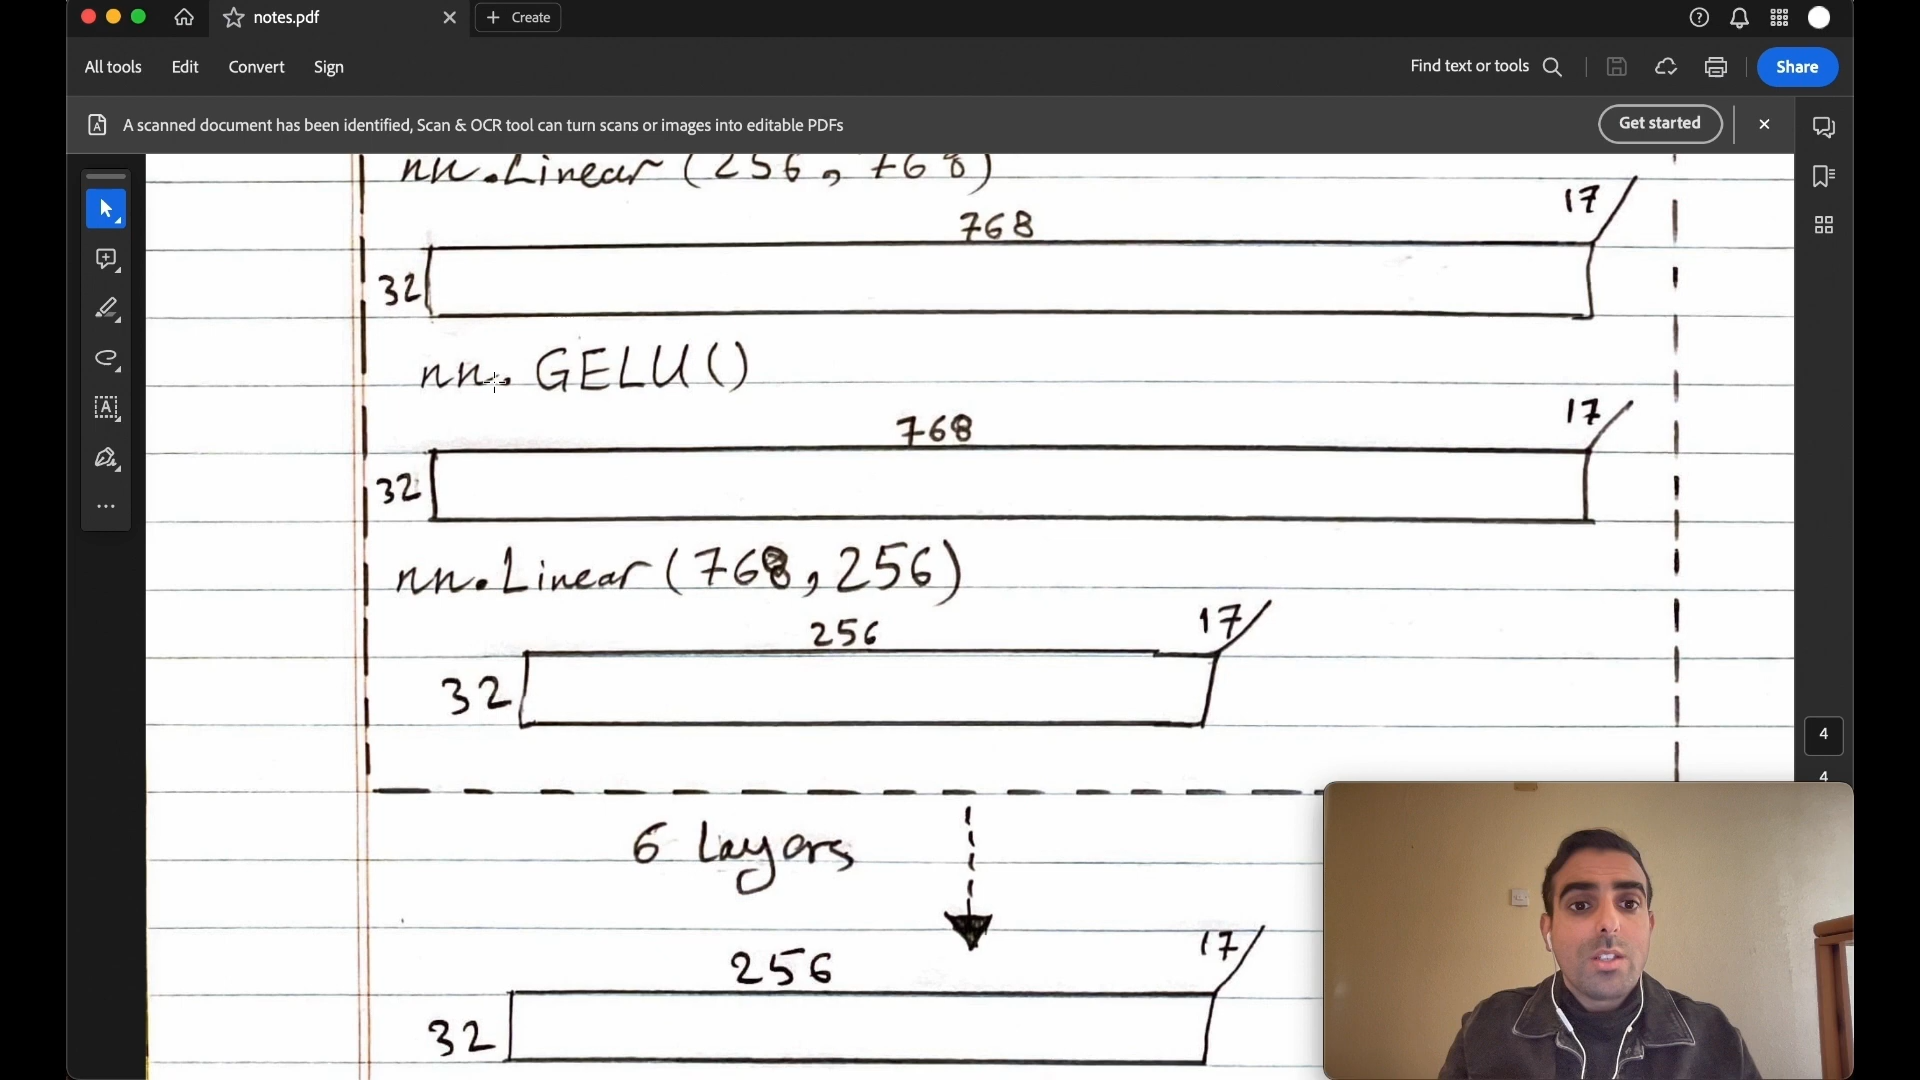 notes.pdf
Create
All tools
Edit
Convert
Sign
Find text or tools
Share
A scanned document has been identified, Scan & OCR tool can turn scans or images into editable PDFs
Get started
nn.Linear (256, 768)
768
17
32
nn.GELU()
768
17
32
nn.Linear (768, 256)
256
17
32
6 Layers
256
17
32
4
4